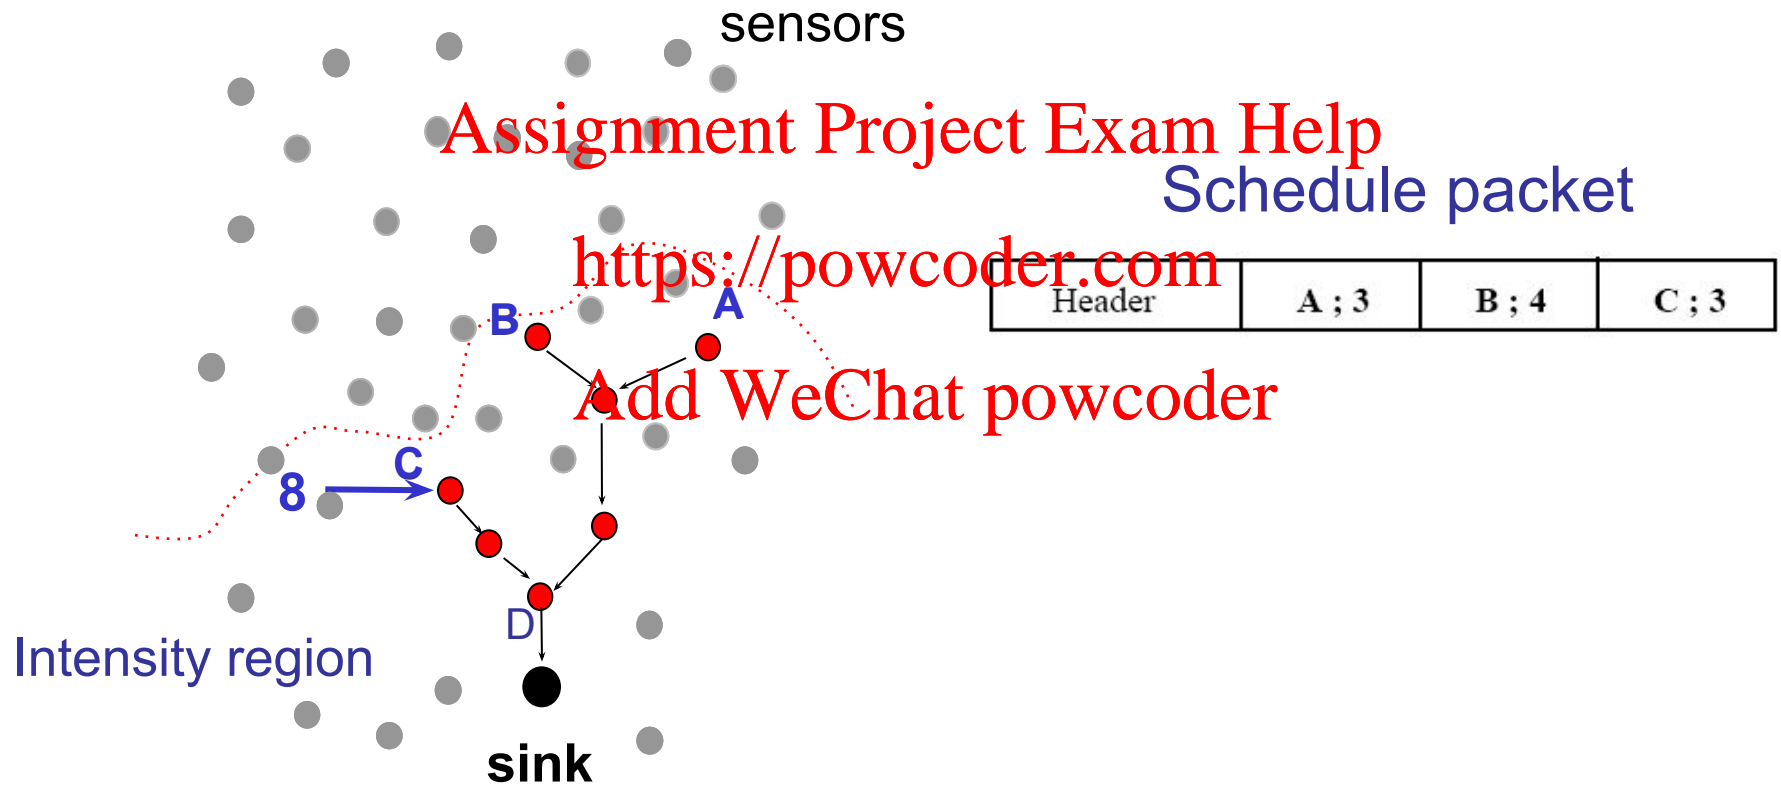 sensors
Assignment Project Exam Help
Schedule packet
https://powcoder.com
Header A ; 3 B ; 4 C ; 3
B
A
Add WeChat powcoder
C
8
D
Intensity region
sink